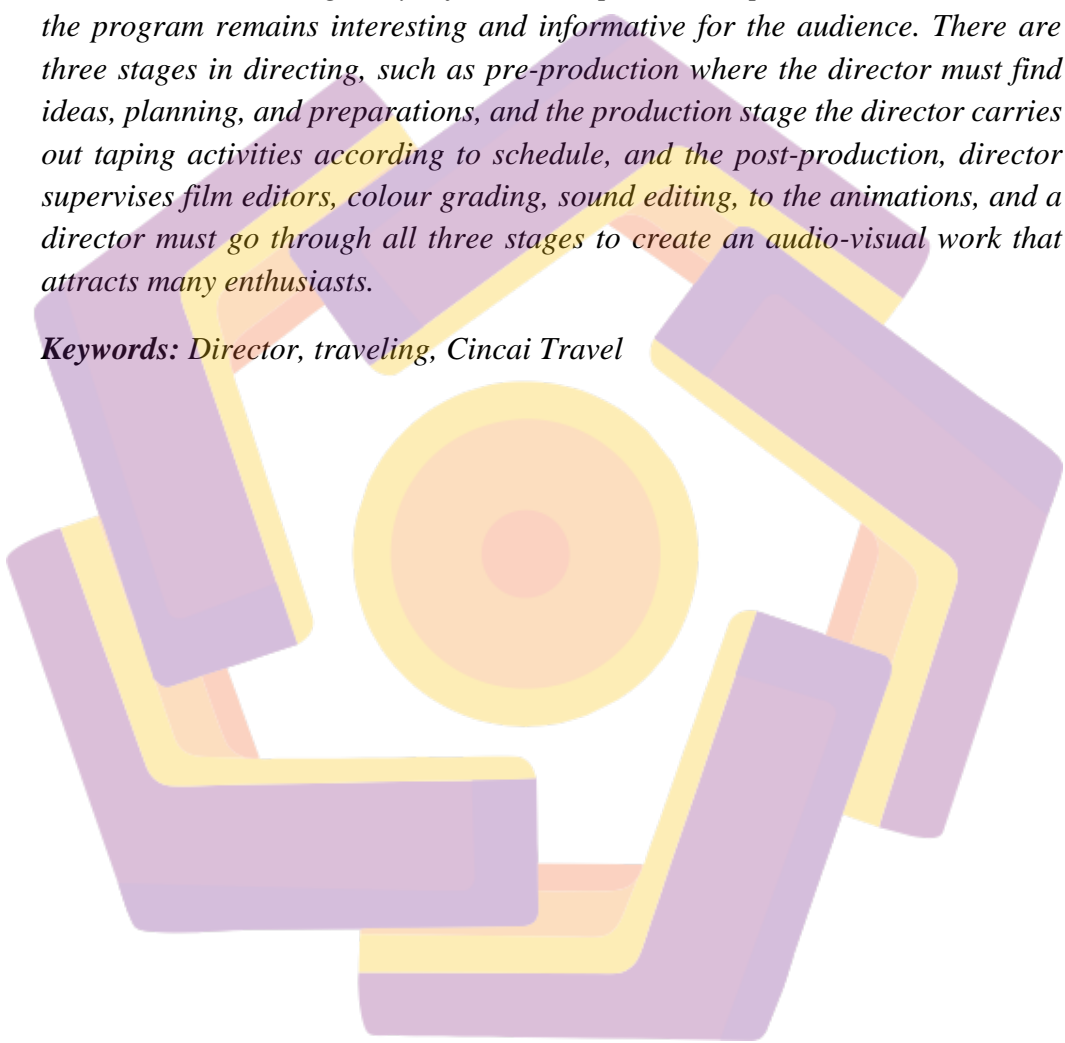 the program remains interesting and informative for the audience. There are
three stages in directing, such as pre-production where the director must find
ideas, planning, and preparations, and the production stage the director carries
out taping activities according to schedule, and the post-production, director
supervises film editors, colour grading, sound editing, to the animations, and a
director must go through all three stages to create an audio-visual work that
attracts many enthusiasts.
Keywords: Director, traveling, Cincai Travel